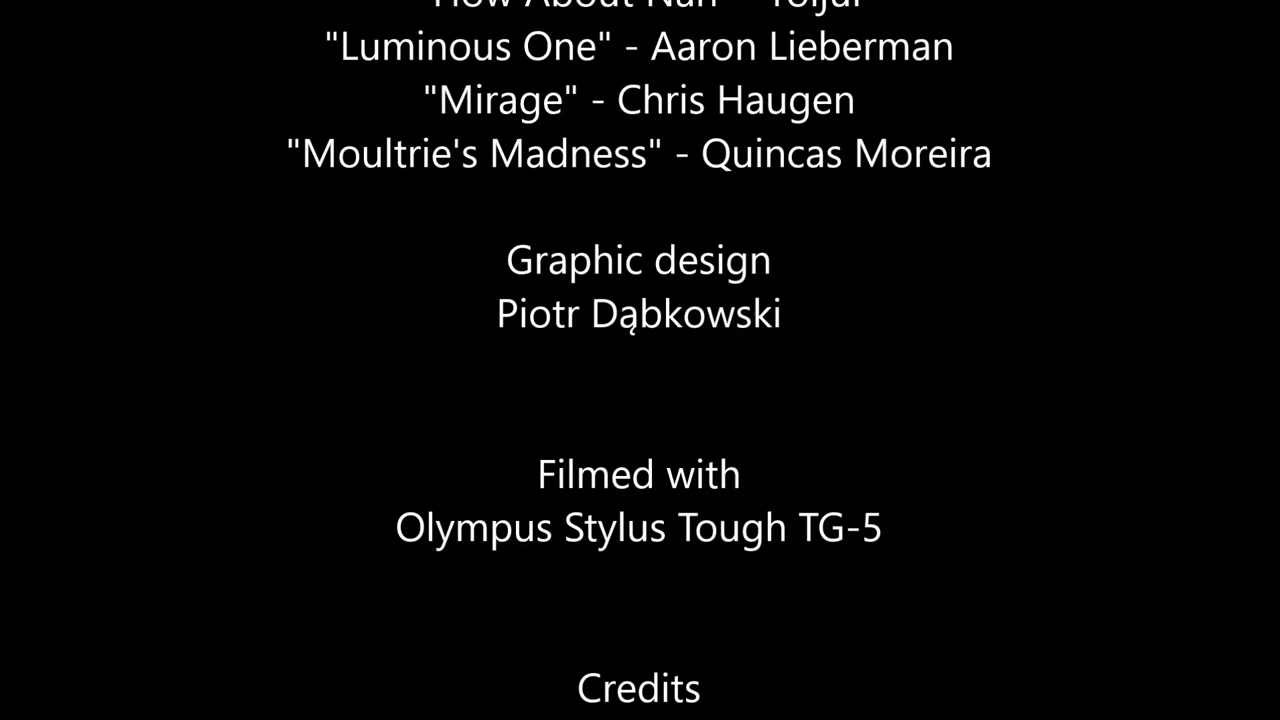 "Luminous One" - Aaron Lieberman
"Mirage" - Chris Haugen
"Moultrie's Madness" - Quincas Moreira
Graphic design
Piotr Dąbkowski
Filmed with
Olympus Stylus Tough TG-5
Credits